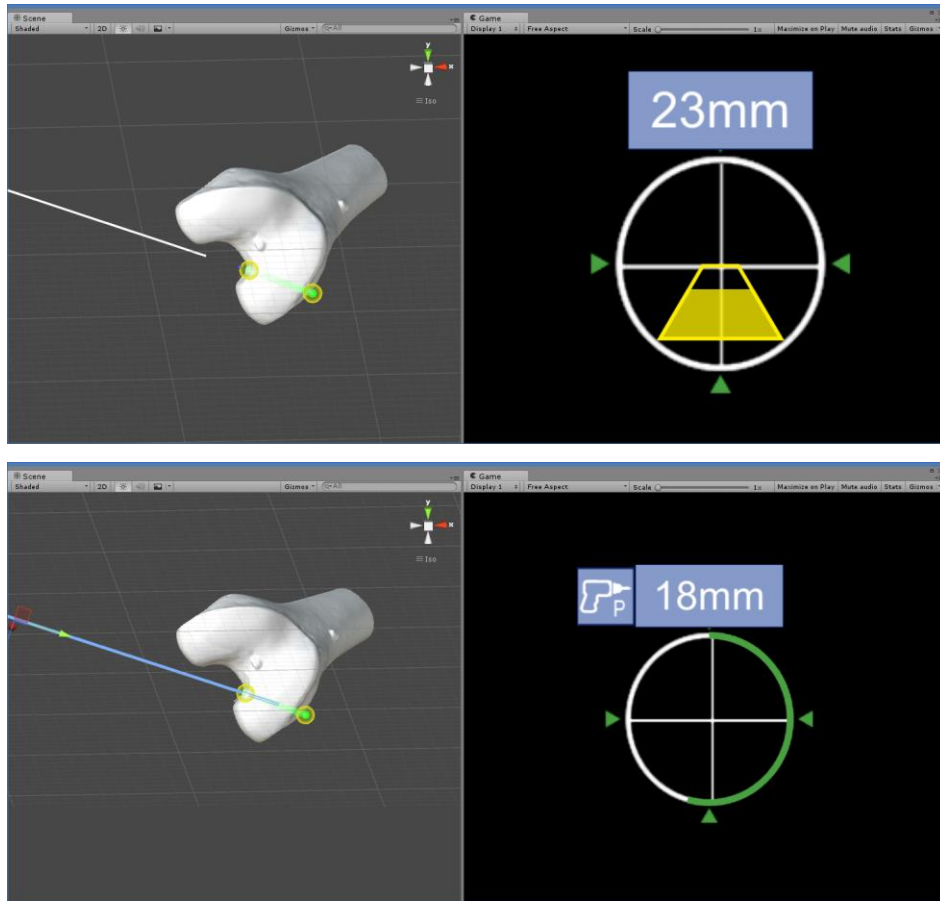 Scene
Game
Shaded
2D
Gizmos
All
Display 1
Free Aspect
Scale
1x
Maximize on Play
Mute audio
Stats
Gizmos
y
x
Iso
23mm
Scene
Game
Shaded
2D
Gizmos
All
Display 1
Free Aspect
Scale
1x
Maximize on Play
Mute audio
Stats
Gizmos
y
x
Iso
P
18mm